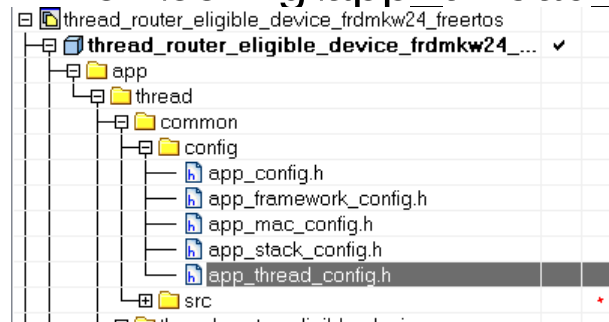 thread_router_eligible_device_frdmkw24_freertos
thread_router_eligible_device_frdmkw24_...
app
thread
common
config
app_config.h
app_framework_config.h
app_mac_config.h
app_stack_config.h
app_thread_config.h
src